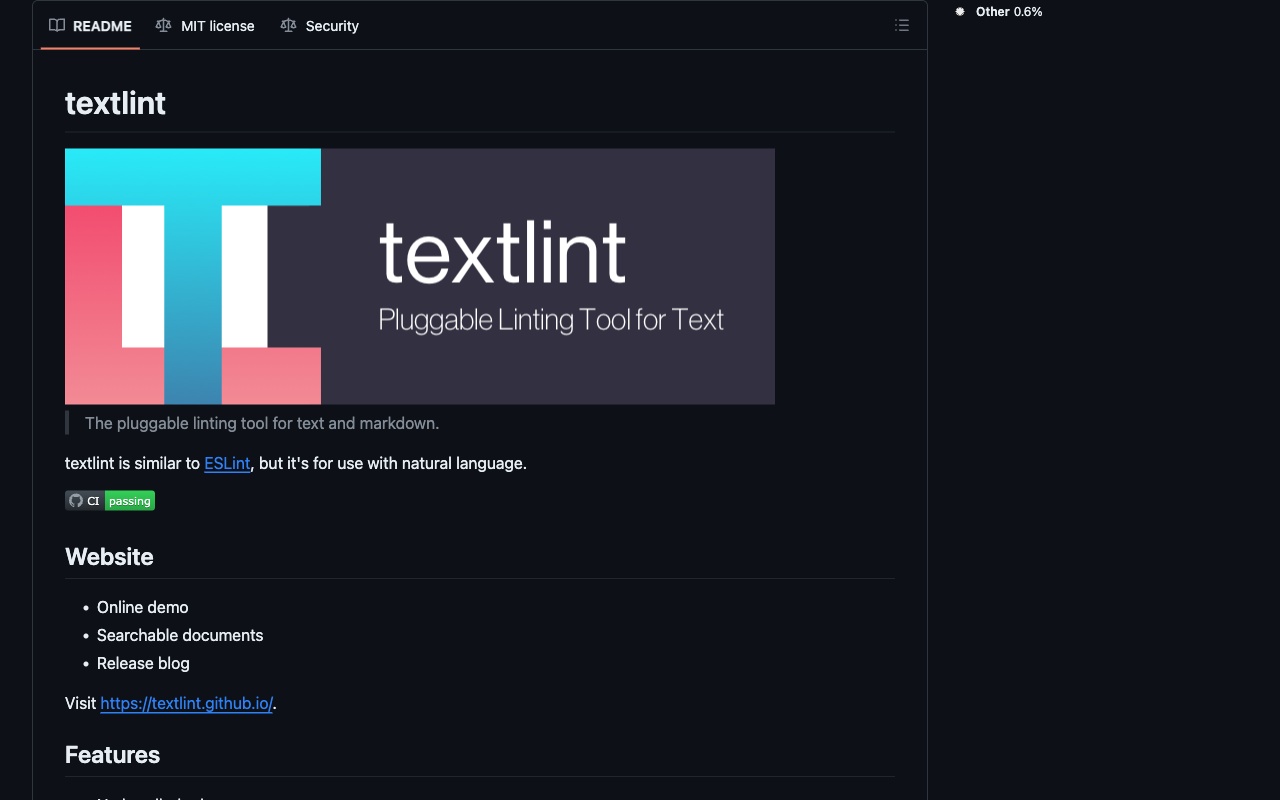 README
MIT license
Security
Other 0.6%
textlint
textlint
Pluggable Linting Tool for Text
The pluggable linting tool for text and markdown.
textlint is similar to ESLint, but it's for use with natural language.
CI passing
Website
• Online demo
• Searchable documents
• Release blog
Visit https://textlint.github.io/.
Features